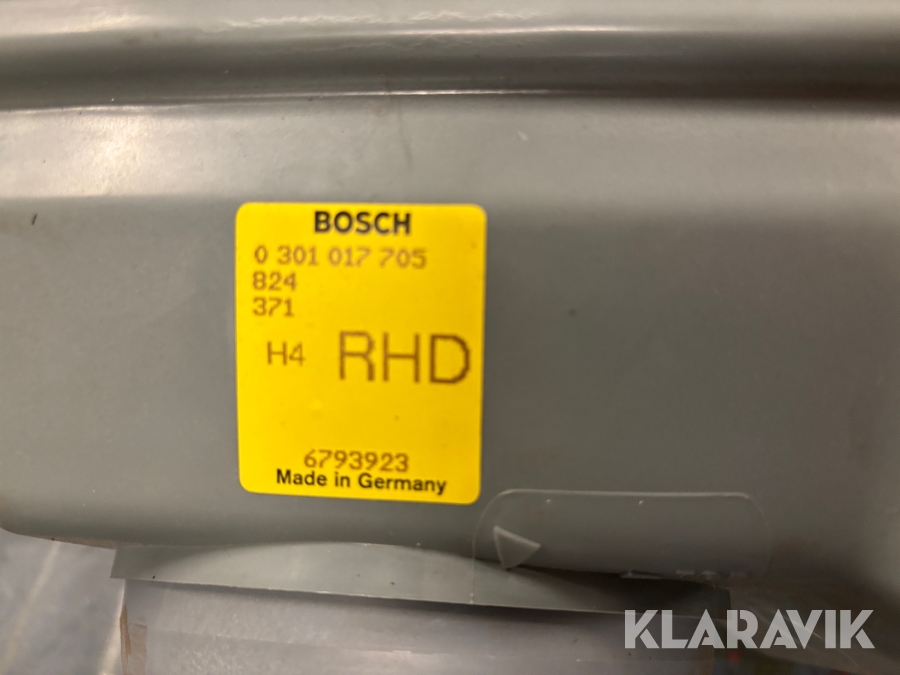 BOSCH
0 301 017 705
824
371
H4 RHD
6793923
Made in Germany
KLARAVIK